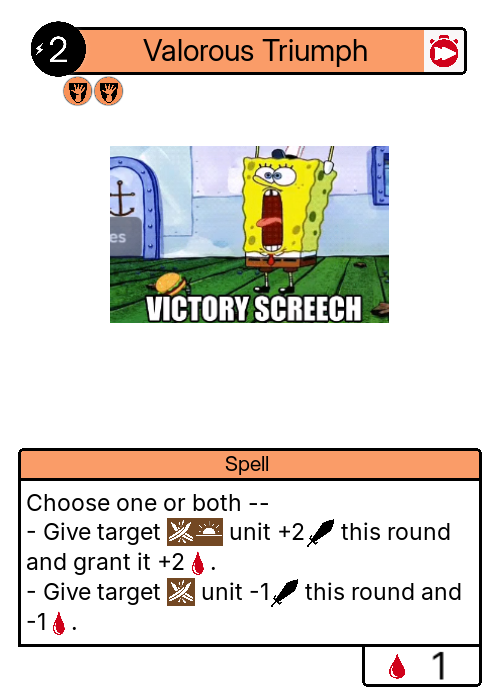 2
Valorous Triumph
es
VICTORY SCREECH
Spell
Choose one or both --
- Give target unit +2 this round
and grant it +2 .
- Give target unit -1 this round and
-1 .
1